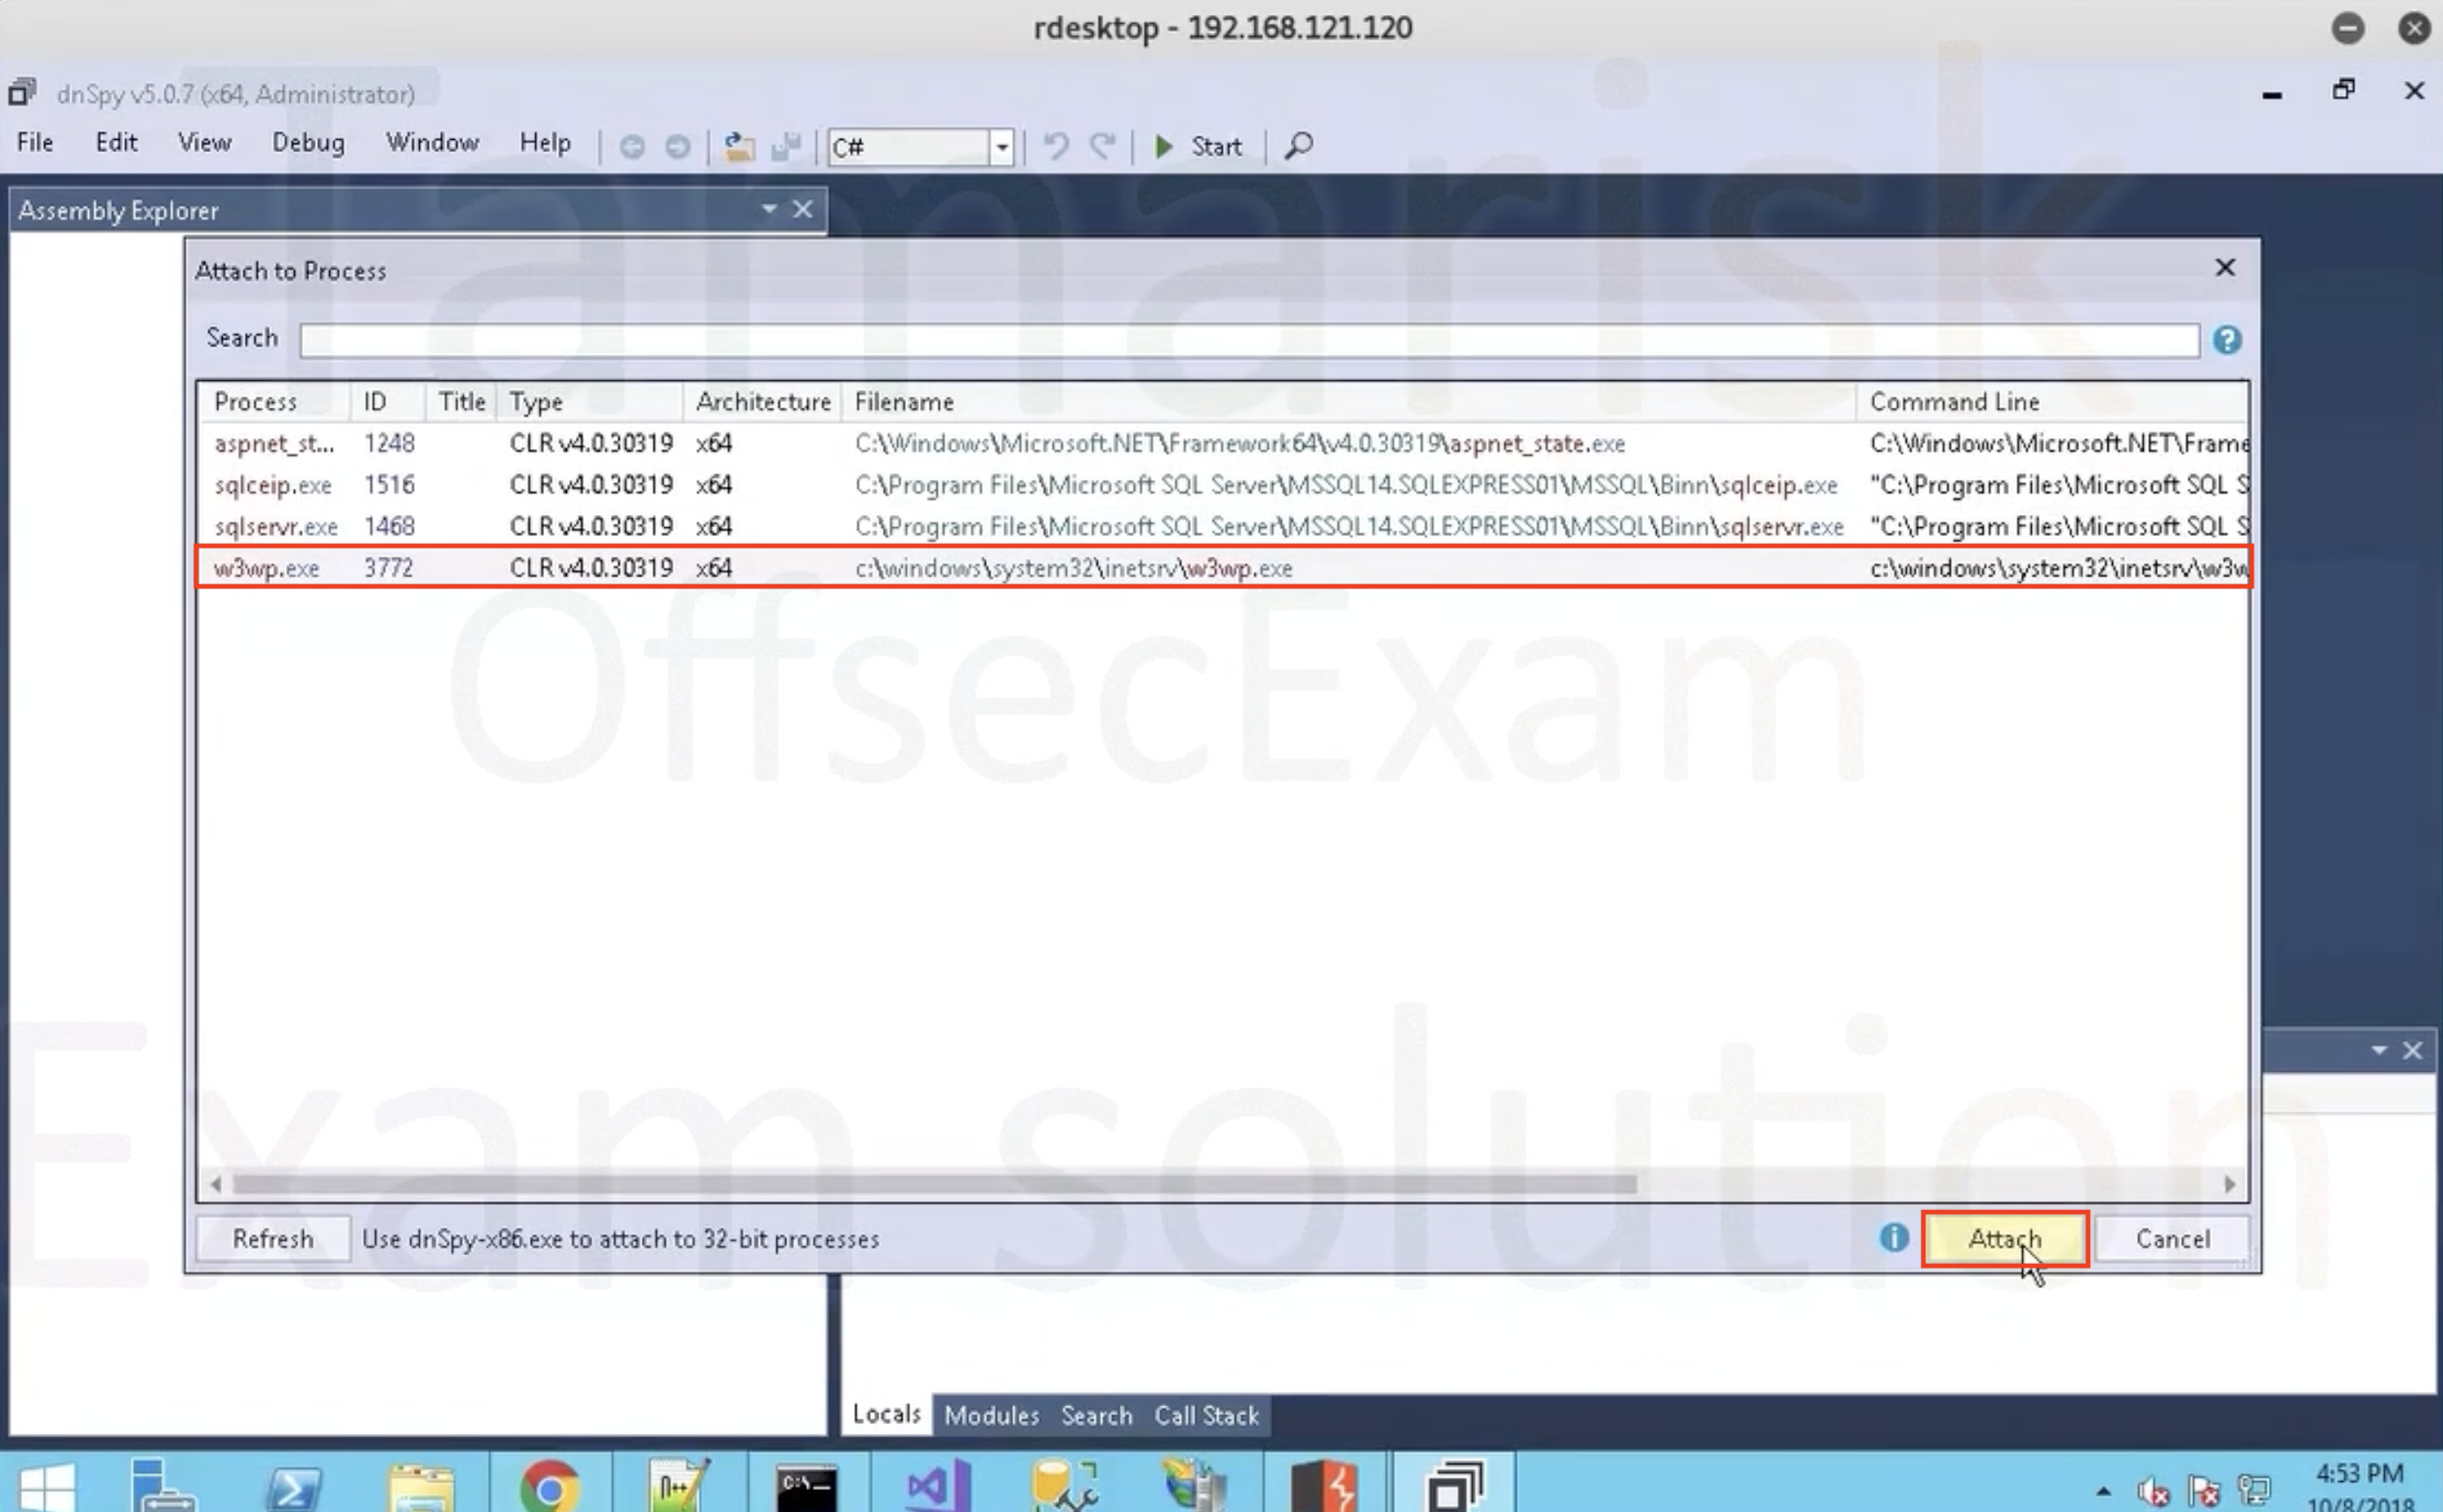 rdesktop - 192.168.121.120
dnSpy v5.0.7 (x64, Administrator)
File Edit View Debug Window Help C# Start
Assembly Explorer
Attach to Process
Search
Process ID Title Type Architecture Filename Command Line
aspnet_st... 1248 CLR v4.0.30319 x64 C:\Windows\Microsoft.NET\Framework64\v4.0.30319\aspnet_state.exe C:\Windows\Microsoft.NET\Frame
sqlceip.exe 1516 CLR v4.0.30319 x64 C:\Program Files\Microsoft SQL Server\MSSQL14.SQLEXPRESS01\MSSQL\Binn\sqlceip.exe "C:\Program Files\Microsoft SQL S
sqlservr.exe 1468 CLR v4.0.30319 x64 C:\Program Files\Microsoft SQL Server\MSSQL14.SQLEXPRESS01\MSSQL\Binn\sqlservr.exe "C:\Program Files\Microsoft SQL S
w3wp.exe 3772 CLR v4.0.30319 x64 c:\windows\system32\inetsrv\w3wp.exe c:\windows\system32\inetsrv\w3w
Tamarisk
OffsecExam
Exam solution
Refresh Use dnSpy-x86.exe to attach to 32-bit processes Attach Cancel
Locals Modules Search Call Stack
C:\_
4:53 PM
10/8/2018